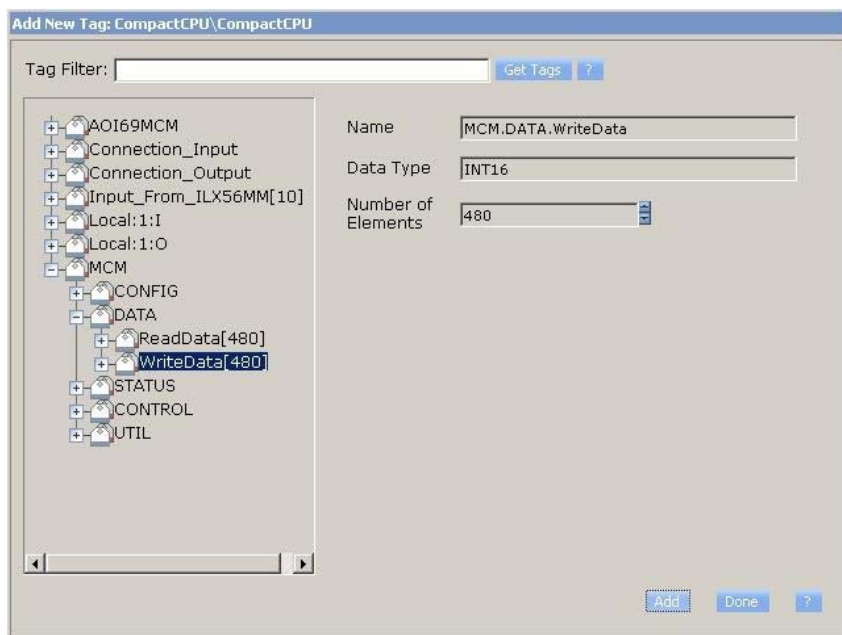 Add New Tag: CompactCPU\CompactCPU
Tag Filter:
Get Tags
?
AOI69MCM
Connection_Input
Connection_Output
Input_From_ILX56MM[10]
Local:1:I
Local:1:O
MCM
CONFIG
DATA
ReadData[480]
WriteData[480]
STATUS
CONTROL
UTIL
Name
MCM.DATA.WriteData
Data Type
INT16
Number of
Elements
480
Add
Done
?